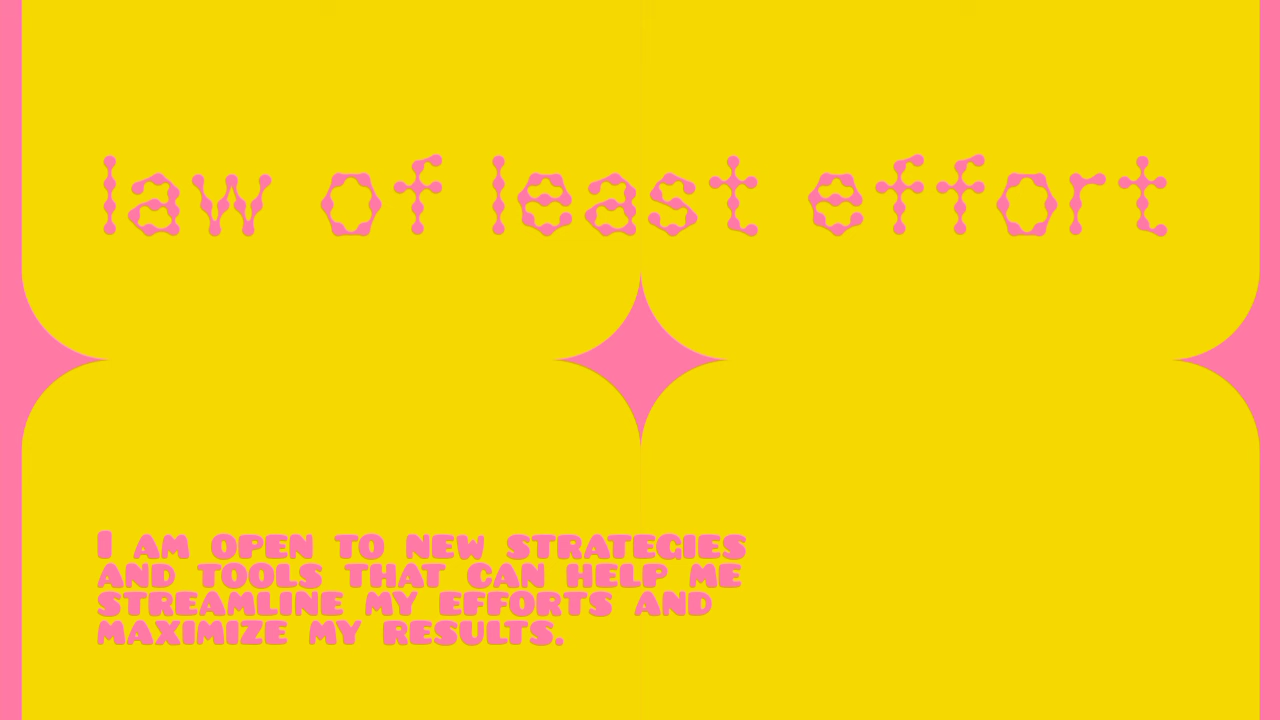 law of least effort
I am open to new strategies
and tools that can help me
streamline my efforts and
maximize my results.